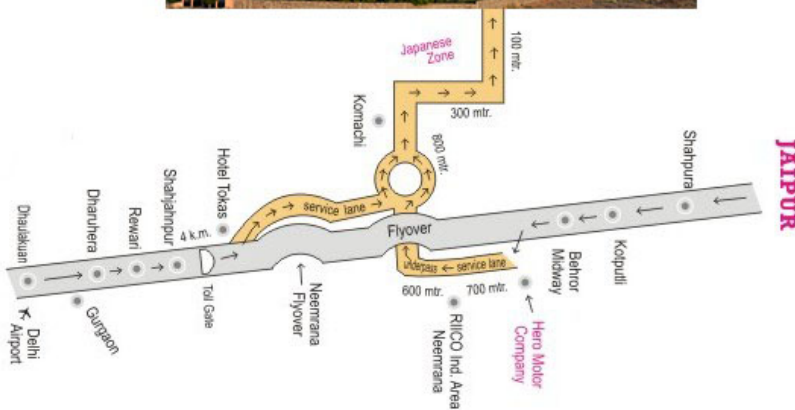 JAIPUR
Japanese
Zone
100 mtr.
300 mtr.
Komachi
800 mtr.
Shahpura
Kotputli
Behror
Midway
Hotel Tokas
service lane
Flyover
underpass
service lane
600 mtr.
700 mtr.
Hero Motor
Company
RIICO Ind. Area
Neemrana
Neemrana
Flyover
4 k.m.
Toll Gate
Shahjahnpur
Rewari
Dharuhera
Dhaulakuan
Gurgaon
Delhi
Airport